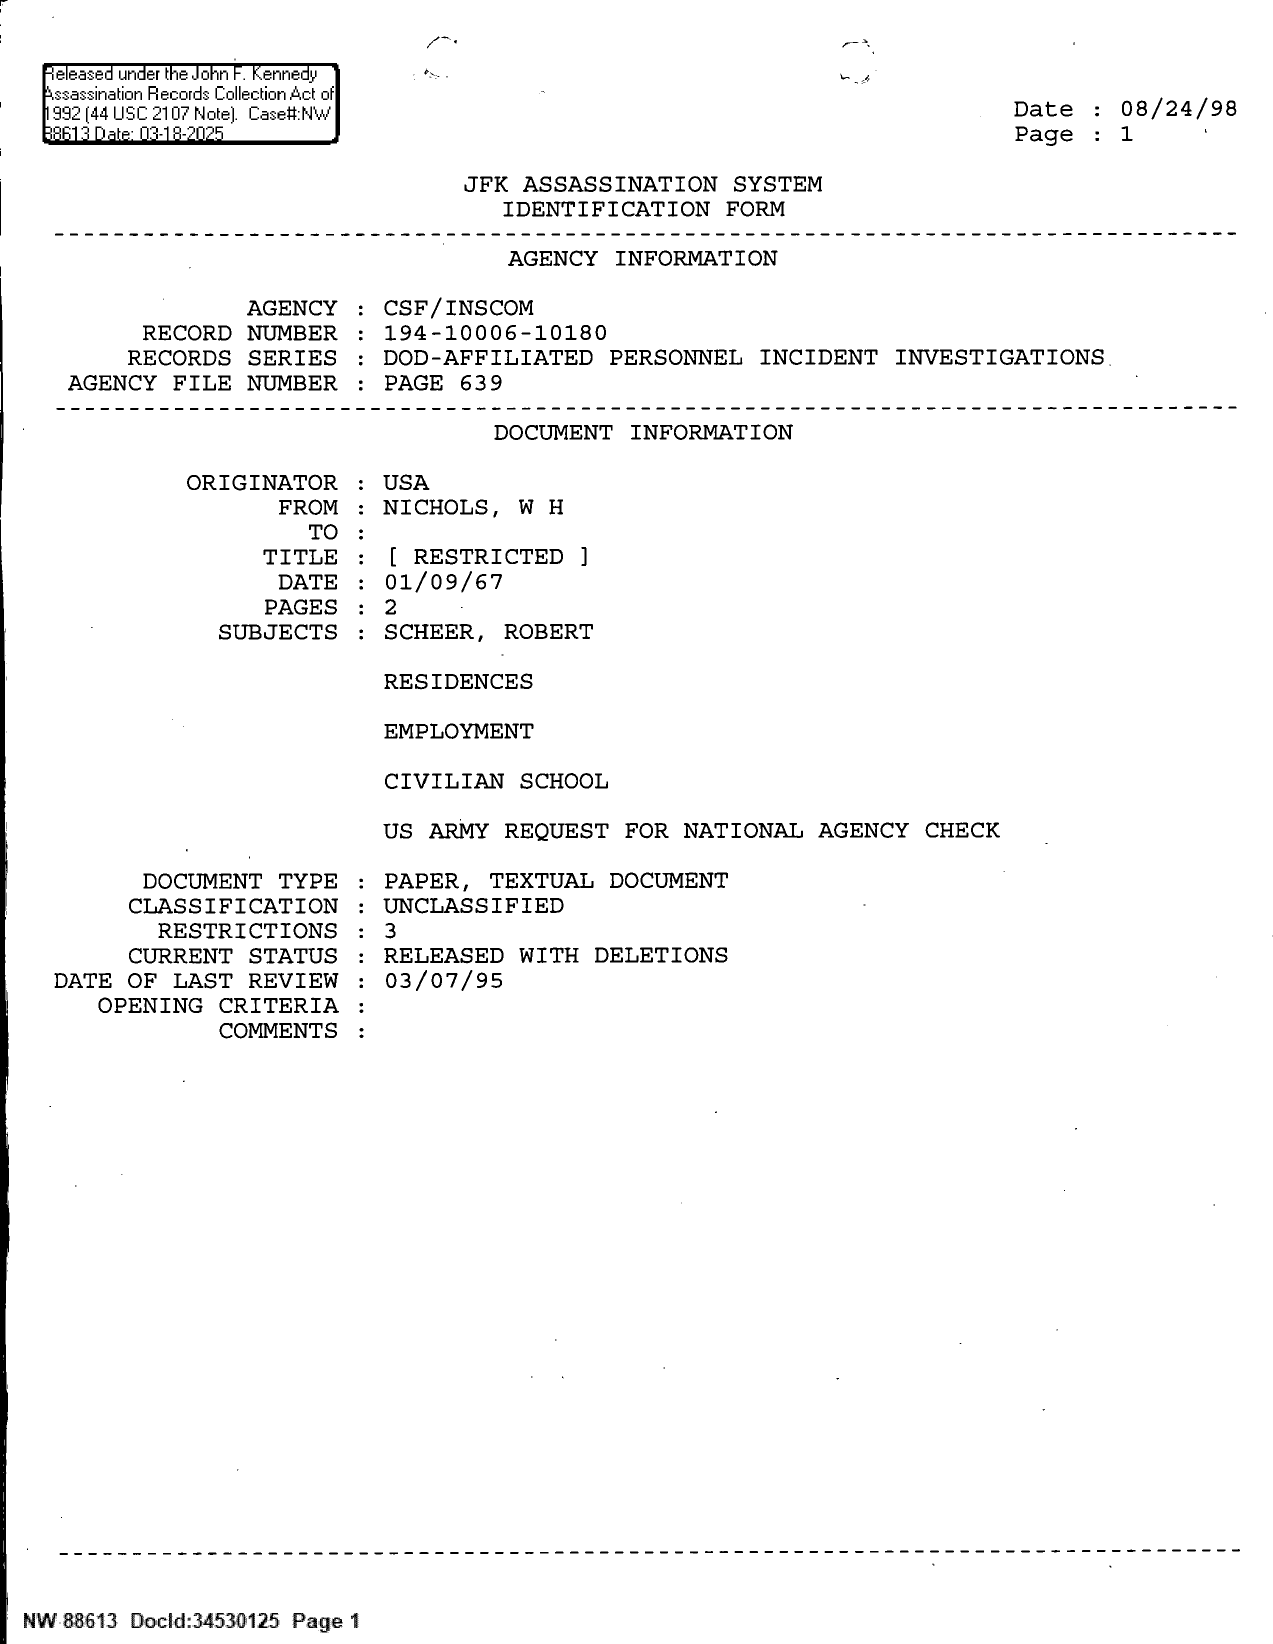 Released under the John F. Kennedy
Assassination Records Collection Act of
1992 (44 USC 2107 Note). Case#:NW
88613 Date: 03-18-2025
Date : 08/24/98
Page : 1
JFK ASSASSINATION SYSTEM
IDENTIFICATION FORM
AGENCY INFORMATION
AGENCY : CSF/INSCOM
RECORD NUMBER : 194-10006-10180
RECORDS SERIES : DOD-AFFILIATED PERSONNEL INCIDENT INVESTIGATIONS
AGENCY FILE NUMBER : PAGE 639
DOCUMENT INFORMATION
ORIGINATOR : USA
FROM : NICHOLS, W H
TO :
TITLE : [ RESTRICTED ]
DATE : 01/09/67
PAGES : 2
SUBJECTS : SCHEER, ROBERT
RESIDENCES
EMPLOYMENT
CIVILIAN SCHOOL
US ARMY REQUEST FOR NATIONAL AGENCY CHECK
DOCUMENT TYPE : PAPER, TEXTUAL DOCUMENT
CLASSIFICATION : UNCLASSIFIED
RESTRICTIONS : 3
CURRENT STATUS : RELEASED WITH DELETIONS
DATE OF LAST REVIEW : 03/07/95
OPENING CRITERIA :
COMMENTS :
NW 88613 DocId:34530125 Page 1